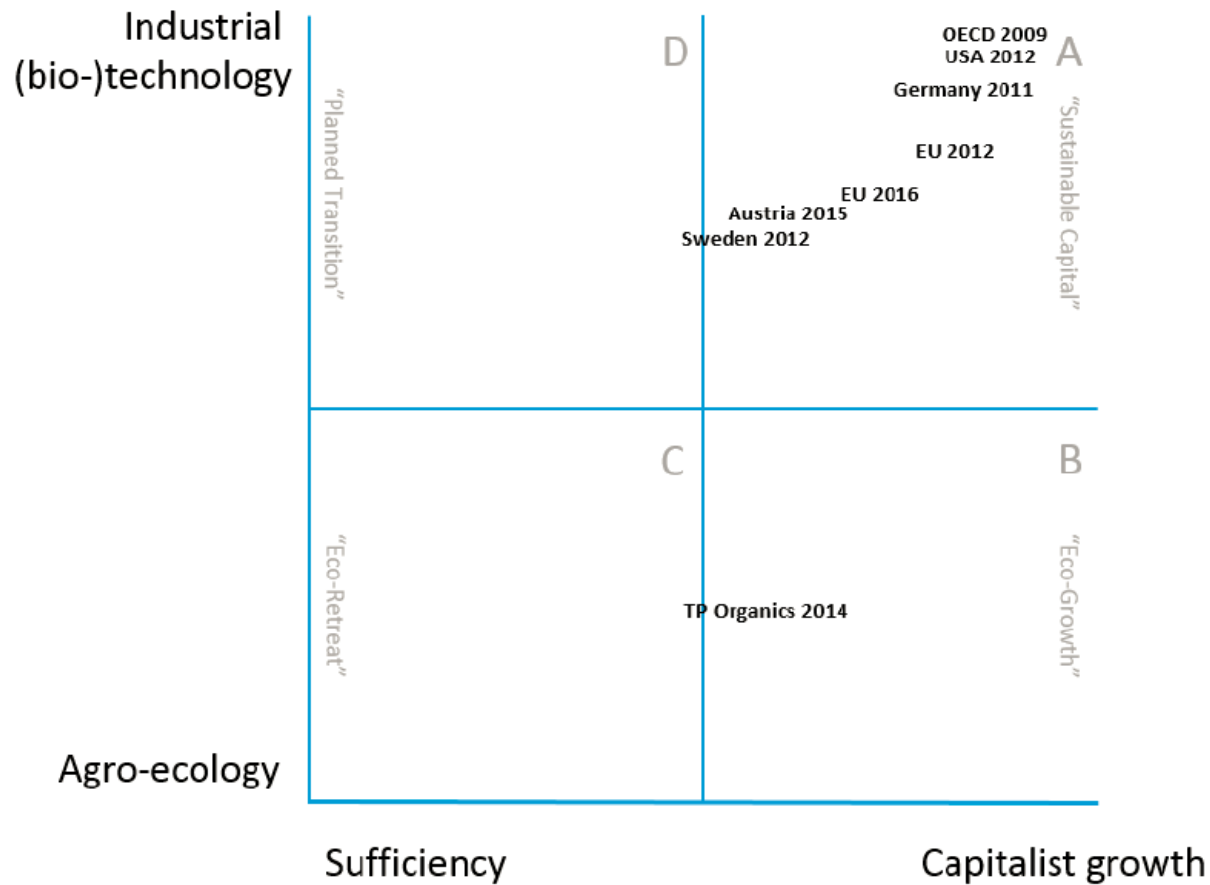 Industrial
(bio-)technology
D
OECD 2009
USA 2012
A
Germany 2011
"Planned Transition"
"Sustainable Capital"
EU 2012
EU 2016
Austria 2015
Sweden 2012
C
B
"Eco-Retreat"
"Eco-Growth"
TP Organics 2014
Agro-ecology
Sufficiency
Capitalist growth